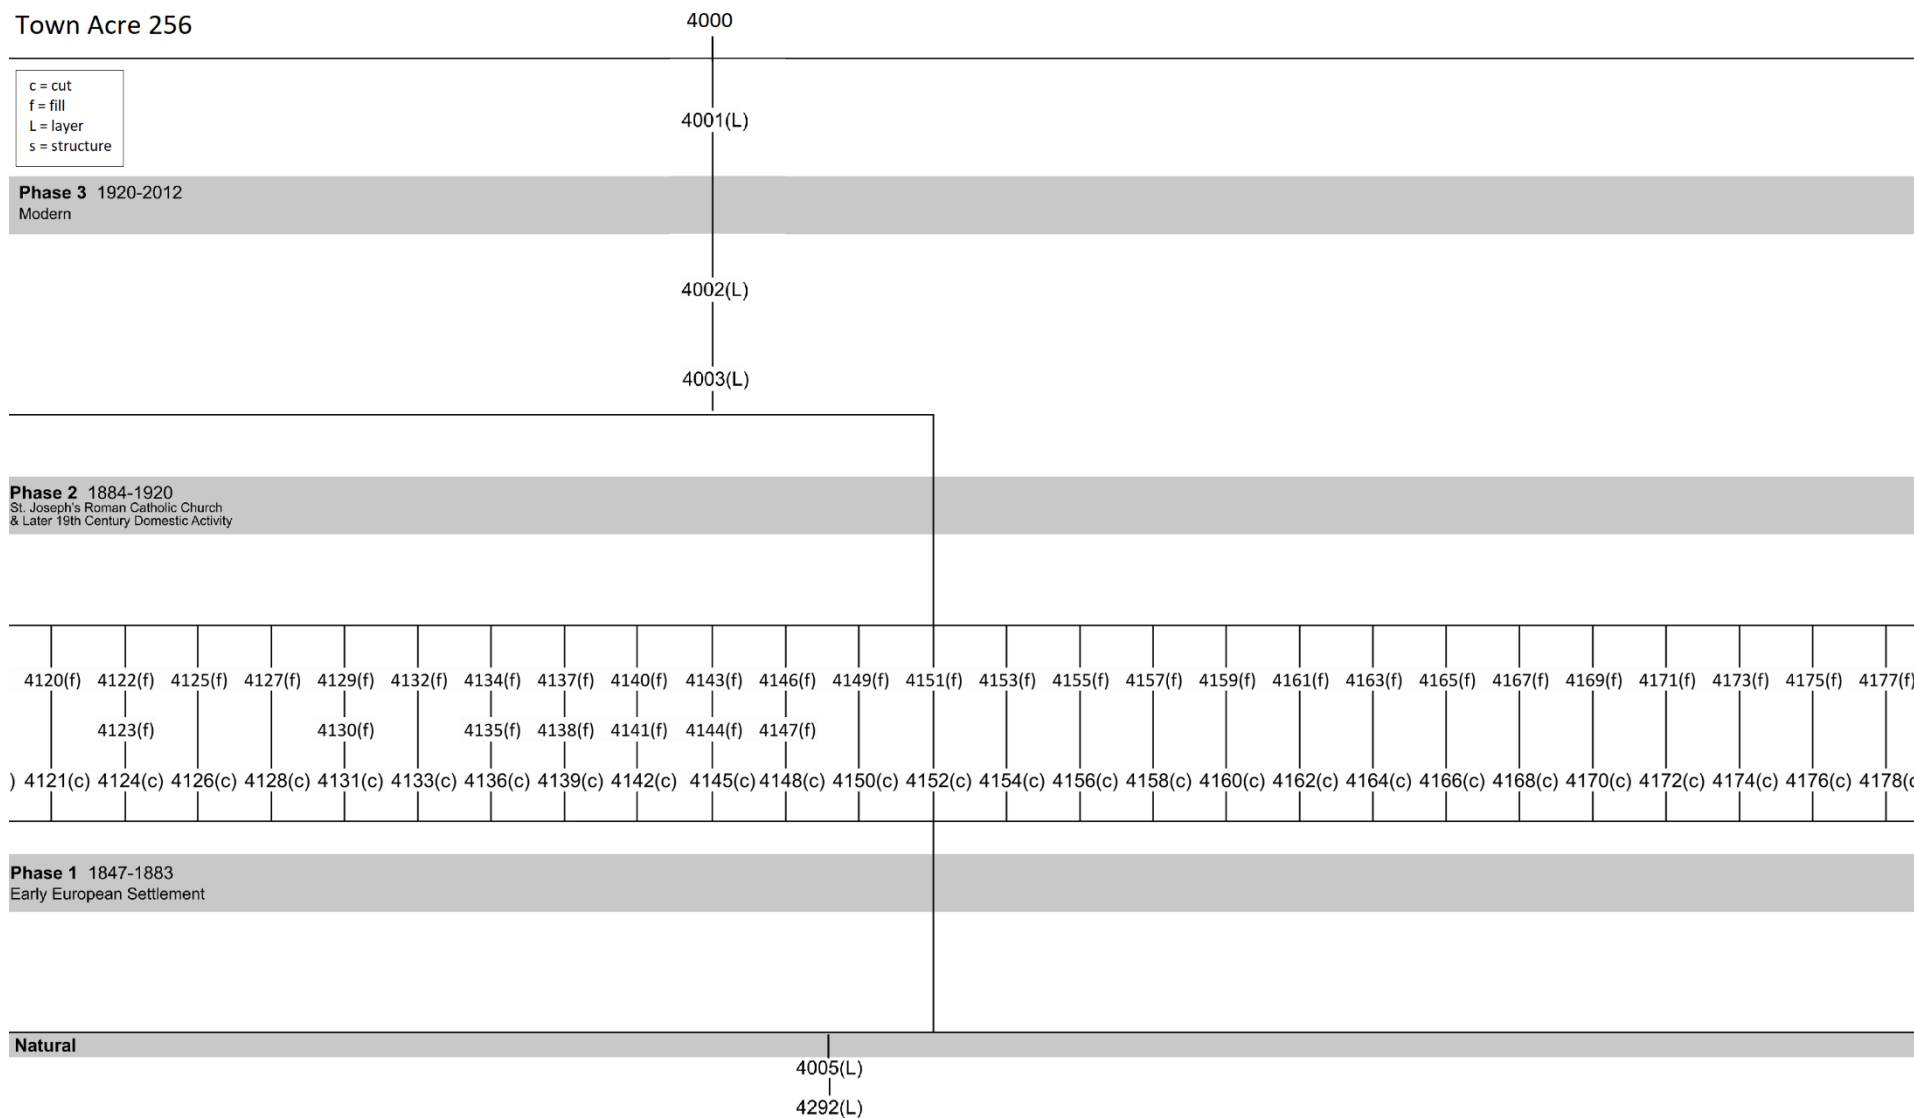 Town Acre 256
4000
c = cut
f = fill
L = layer
s = structure
4001(L)
Phase 3 1920-2012
Modern
4002(L)
4003(L)
Phase 2 1884-1920
St. Joseph's Roman Catholic Church
& Later 19th Century Domestic Activity
4120(f) 4122(f) 4125(f) 4127(f) 4129(f) 4132(f) 4134(f) 4137(f) 4140(f) 4143(f) 4146(f) 4149(f) 4151(f) 4153(f) 4155(f) 4157(f) 4159(f) 4161(f) 4163(f) 4165(f) 4167(f) 4169(f) 4171(f) 4173(f) 4175(f) 4177(f)
4123(f) 4130(f) 4135(f) 4138(f) 4141(f) 4144(f) 4147(f)
) 4121(c) 4124(c) 4126(c) 4128(c) 4131(c) 4133(c) 4136(c) 4139(c) 4142(c) 4145(c) 4148(c) 4150(c) 4152(c) 4154(c) 4156(c) 4158(c) 4160(c) 4162(c) 4164(c) 4166(c) 4168(c) 4170(c) 4172(c) 4174(c) 4176(c) 4178(c
Phase 1 1847-1883
Early European Settlement
Natural
4005(L)
4292(L)